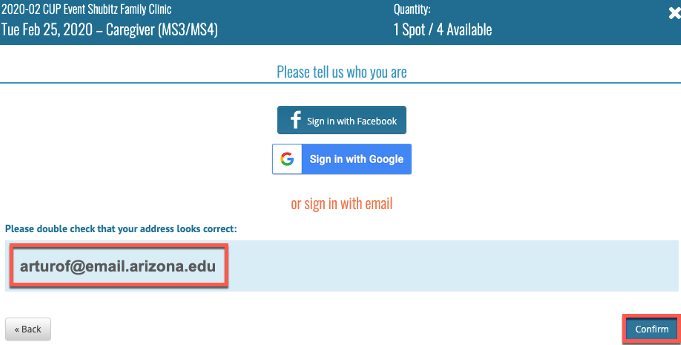 2020-02 CUP Event Shubitz Family Clinic
Tue Feb 25, 2020 – Caregiver (MS3/MS4)
Quantity:
1 Spot / 4 Available
Please tell us who you are
Sign in with Facebook
Sign in with Google
or sign in with email
Please double check that your address looks correct:
arturof@email.arizona.edu
« Back
Confirm